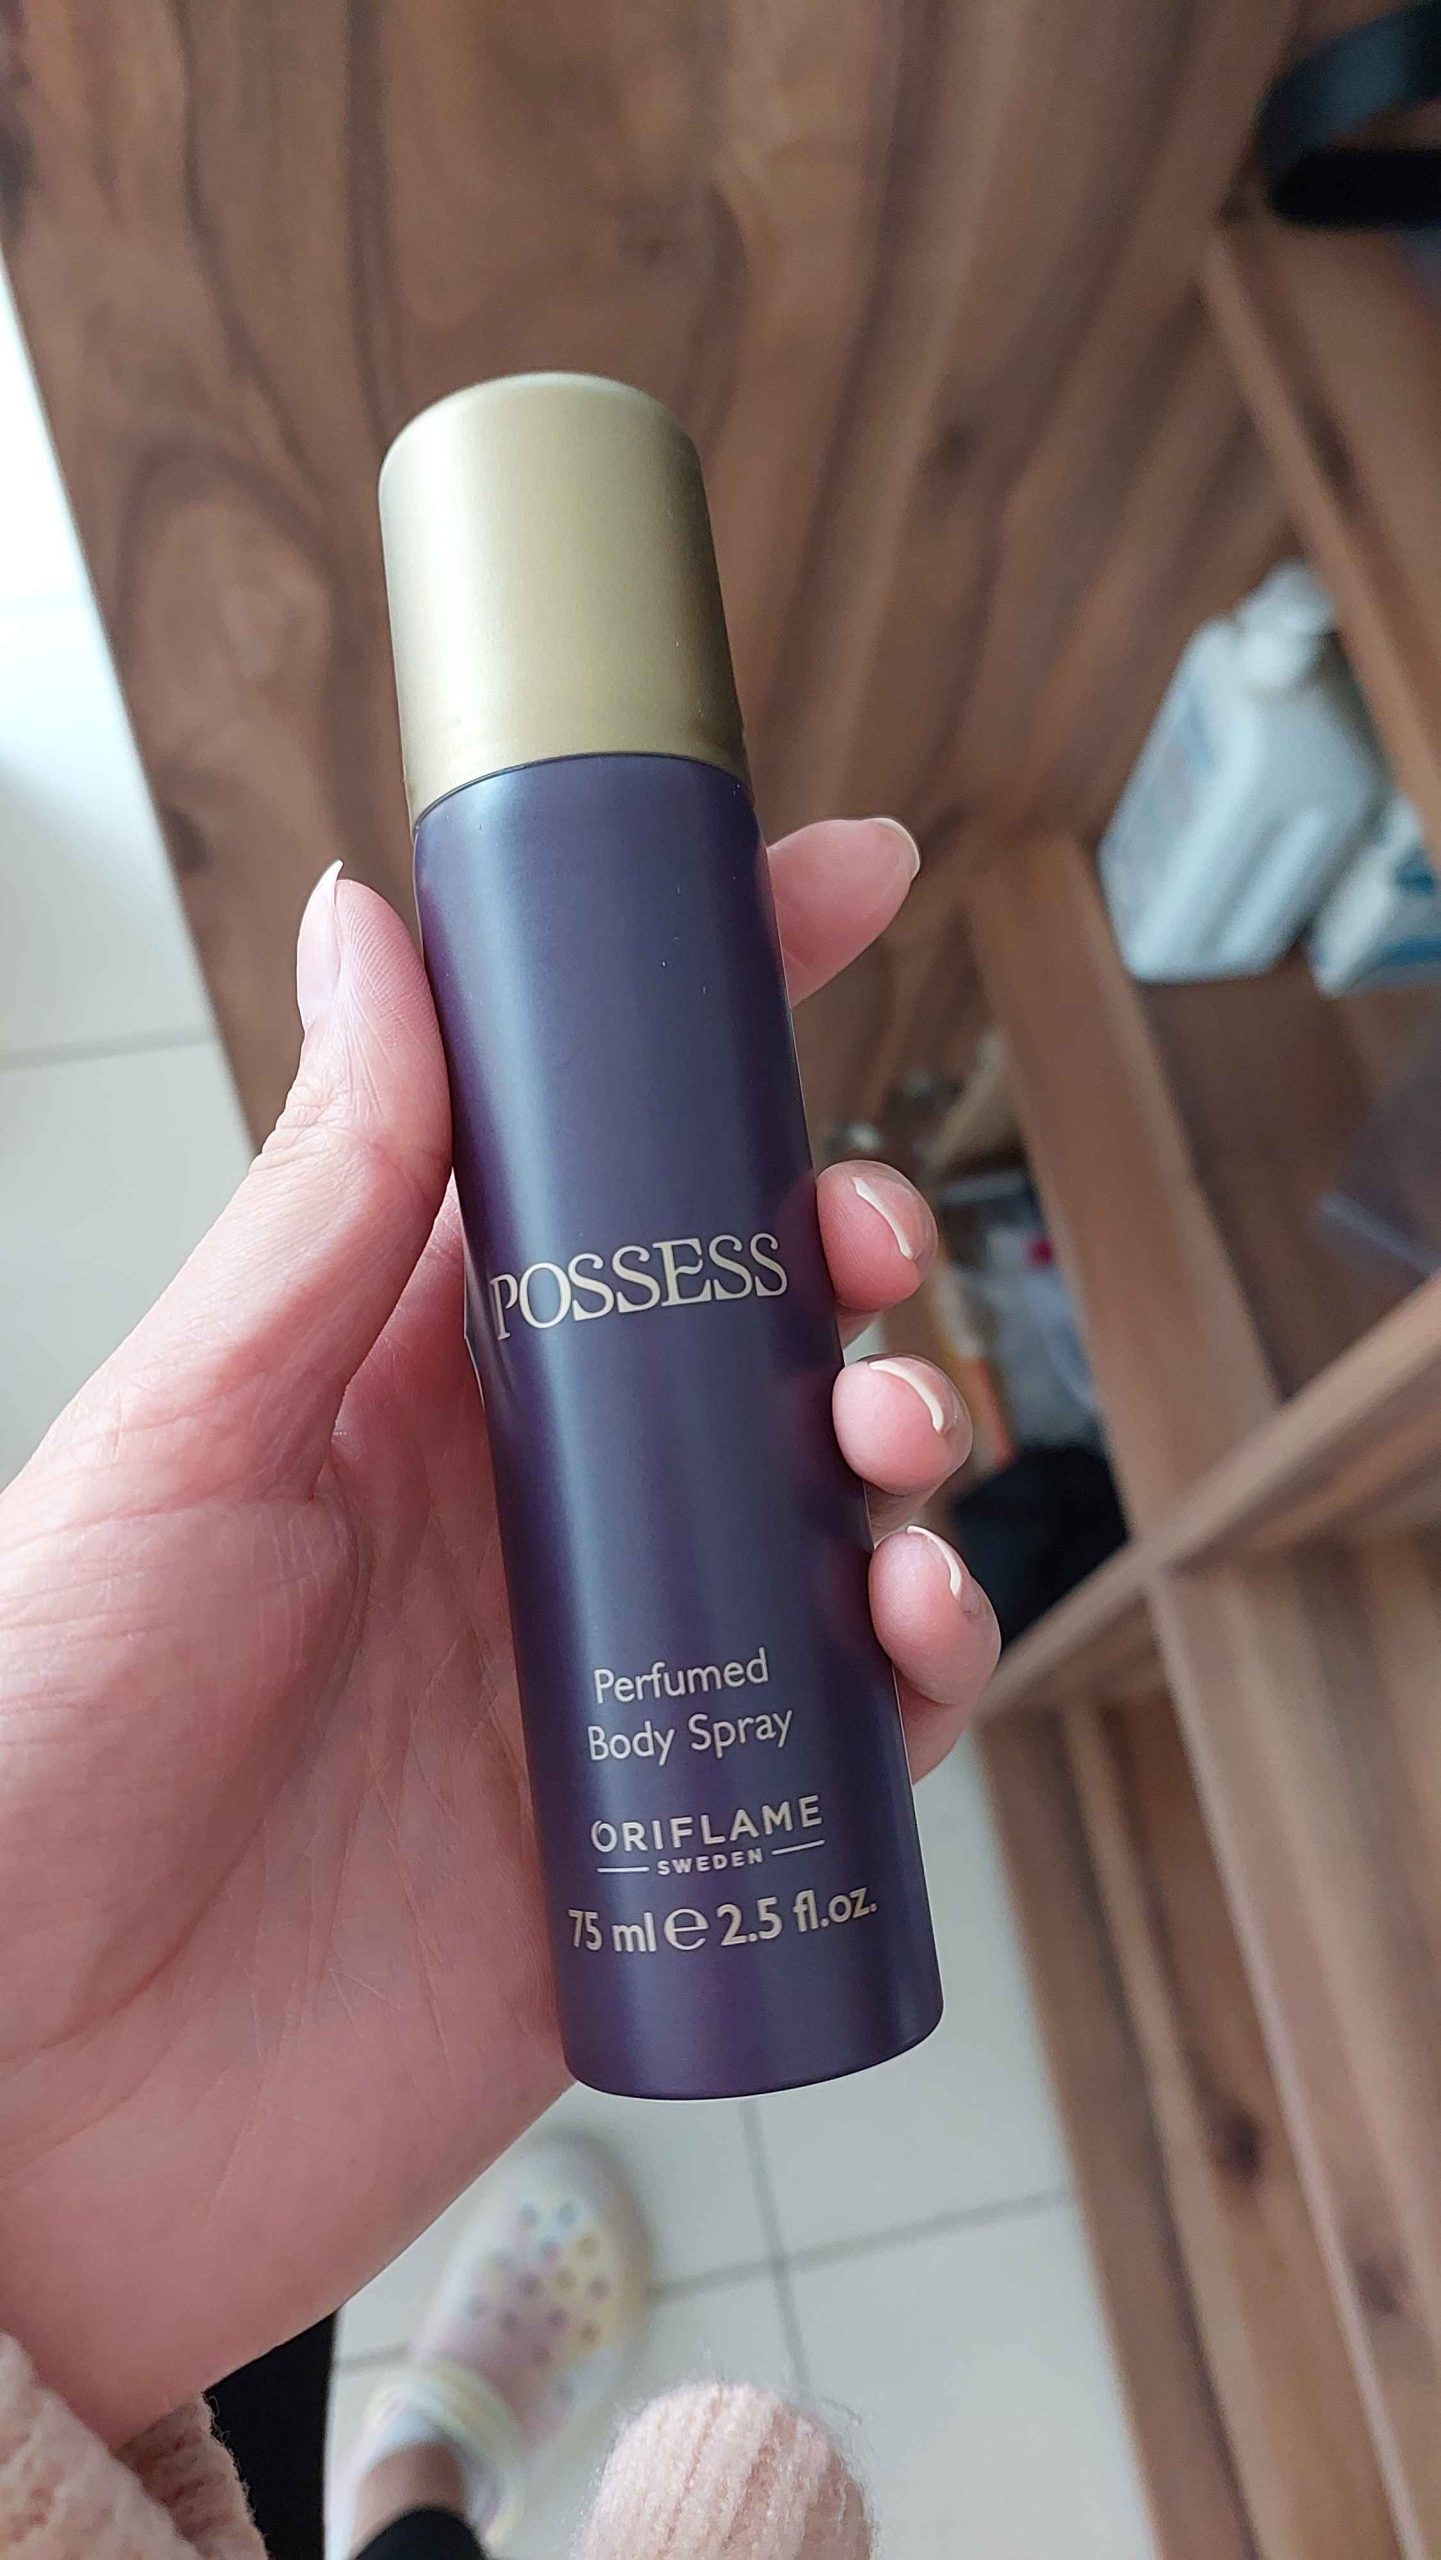 POSSESS
Perfumed
Body Spray
ORIFLAME
SWEDEN
75 ml e 2.5 fl.oz.